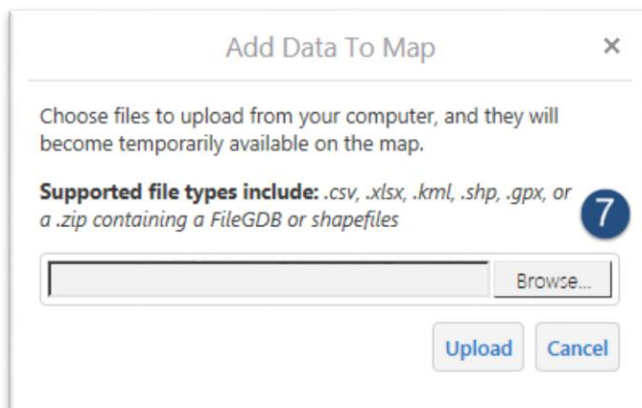 Add Data To Map ×
Choose files to upload from your computer, and they will
become temporarily available on the map.
Supported file types include: .csv, .xlsx, .kml, .shp, .gpx, or
a .zip containing a FileGDB or shapefiles
7
Browse...
Upload Cancel